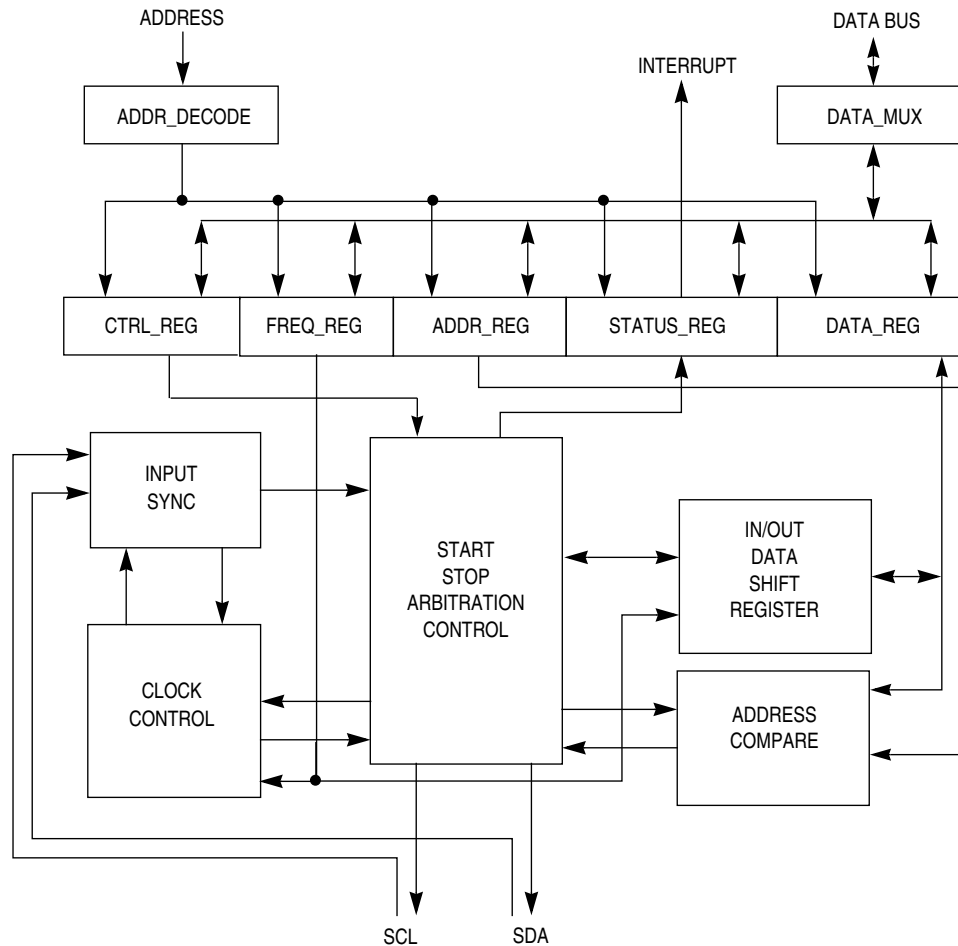 ADDRESS
DATA BUS
INTERRUPT
ADDR_DECODE
DATA_MUX
CTRL_REG
FREQ_REG
ADDR_REG
STATUS_REG
DATA_REG
INPUT
SYNC
START
STOP
ARBITRATION
CONTROL
IN/OUT
DATA
SHIFT
REGISTER
CLOCK
CONTROL
ADDRESS
COMPARE
SCL
SDA